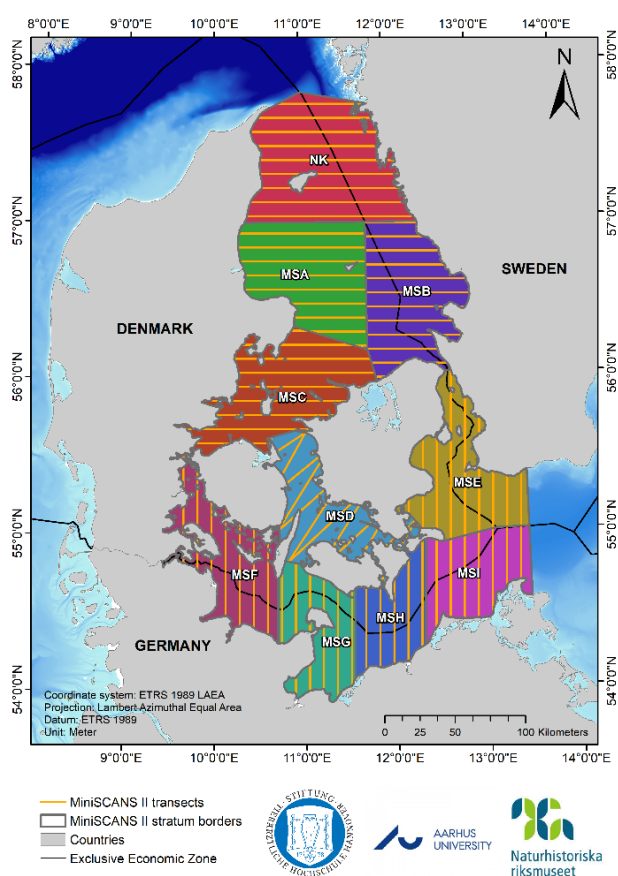 8°0'0"E 9°0'0"E 10°0'0"E 11°0'0"E 12°0'0"E 13°0'0"E 14°0'0"E
58°0'0"N
57°0'0"N
56°0'0"N
55°0'0"N
54°0'0"N
58°0'0"N
57°0'0"N
56°0'0"N
55°0'0"N
54°0'0"N
N
NK
MSA
MSB
SWEDEN
DENMARK
MSC
MSE
MSD
MSF
MSI
MSH
MSG
GERMANY
Coordinate system: ETRS 1989 LAEA
Projection: Lambert Azimuthal Equal Area
Datum: ETRS 1989
Unit: Meter
0 25 50 100 Kilometers
9°0'0"E 10°0'0"E 11°0'0"E 12°0'0"E 13°0'0"E 14°0'0"E
MiniSCANS II transects
MiniSCANS II stratum borders
Countries
Exclusive Economic Zone
STIFTUNG
TIERÄRZTLICHE HOCHSCHULE HANNOVER
1778
AARHUS
UNIVERSITY
Naturhistoriska
riksmuseet